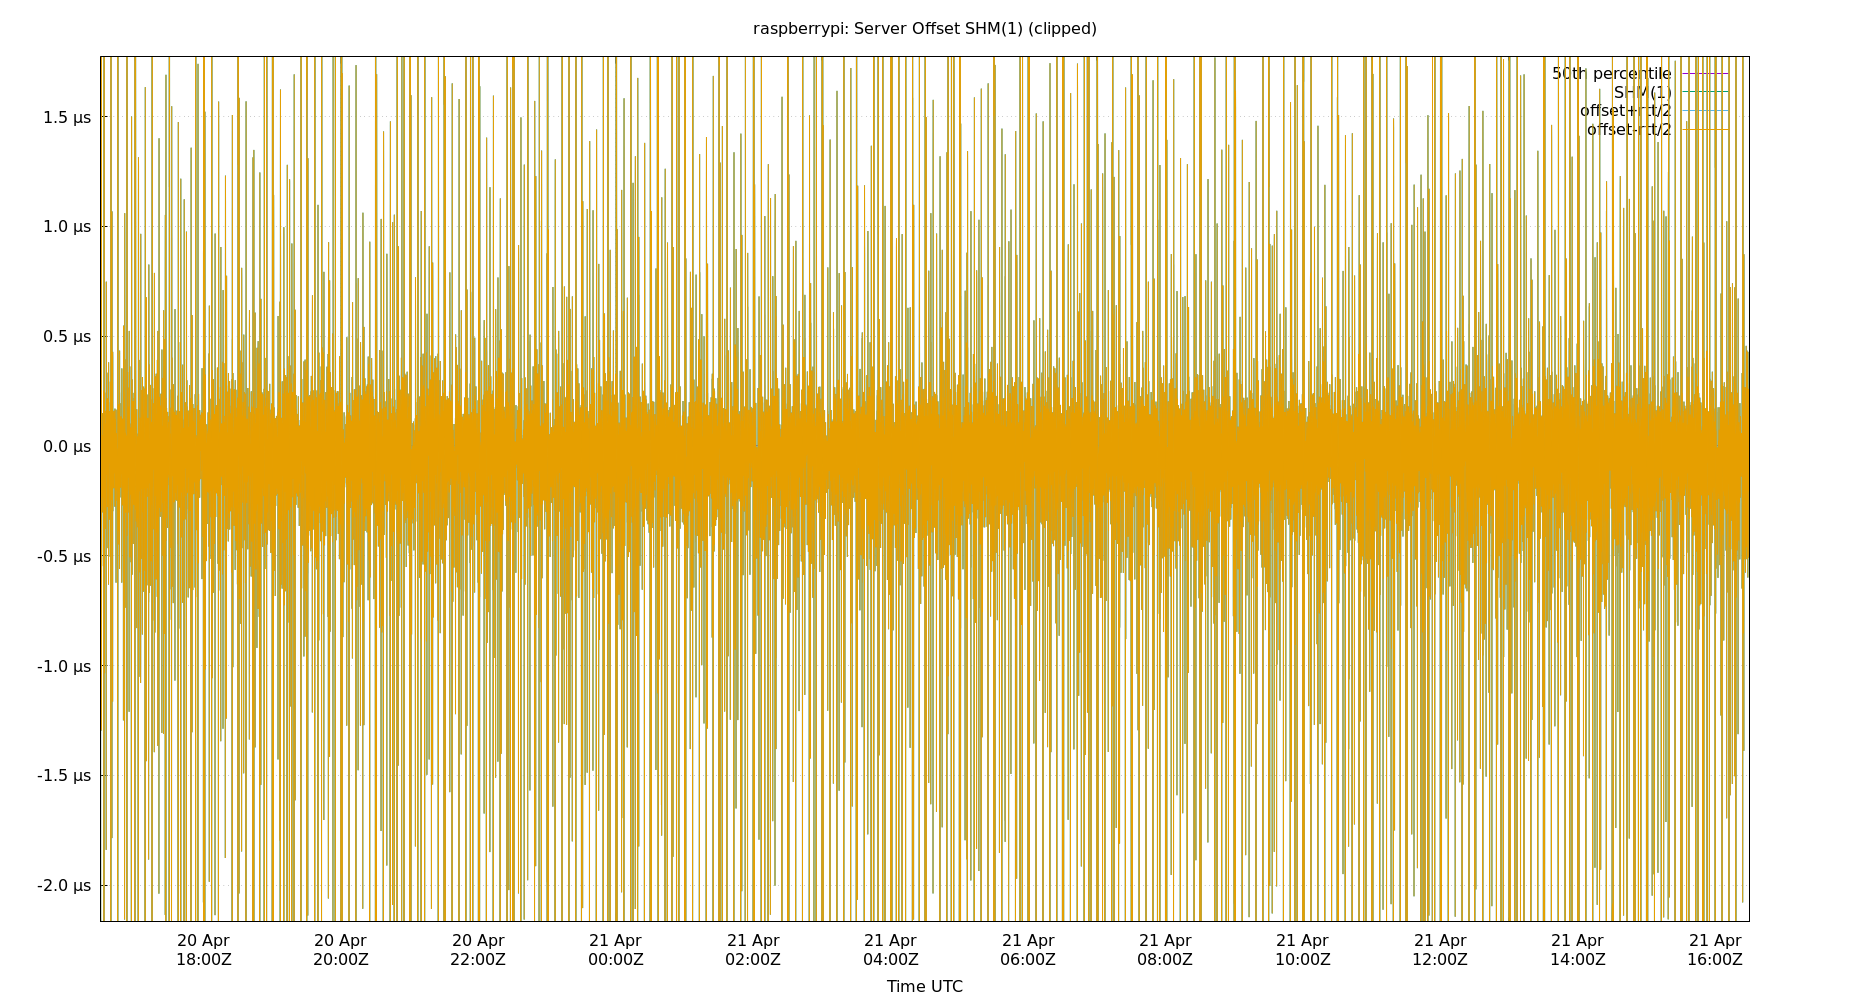 raspberrypi: Server Offset SHM(1) (clipped)
50th percentile
SHM(1)
offset+rtt/2
offset-rtt/2
1.5 µs
1.0 µs
0.5 µs
0.0 µs
-0.5 µs
-1.0 µs
-1.5 µs
-2.0 µs
20 Apr 20 Apr 20 Apr 21 Apr 21 Apr 21 Apr 21 Apr 21 Apr 21 Apr 21 Apr 21 Apr 21 Apr
18:00Z 20:00Z 22:00Z 00:00Z 02:00Z 04:00Z 06:00Z 08:00Z 10:00Z 12:00Z 14:00Z 16:00Z
Time UTC